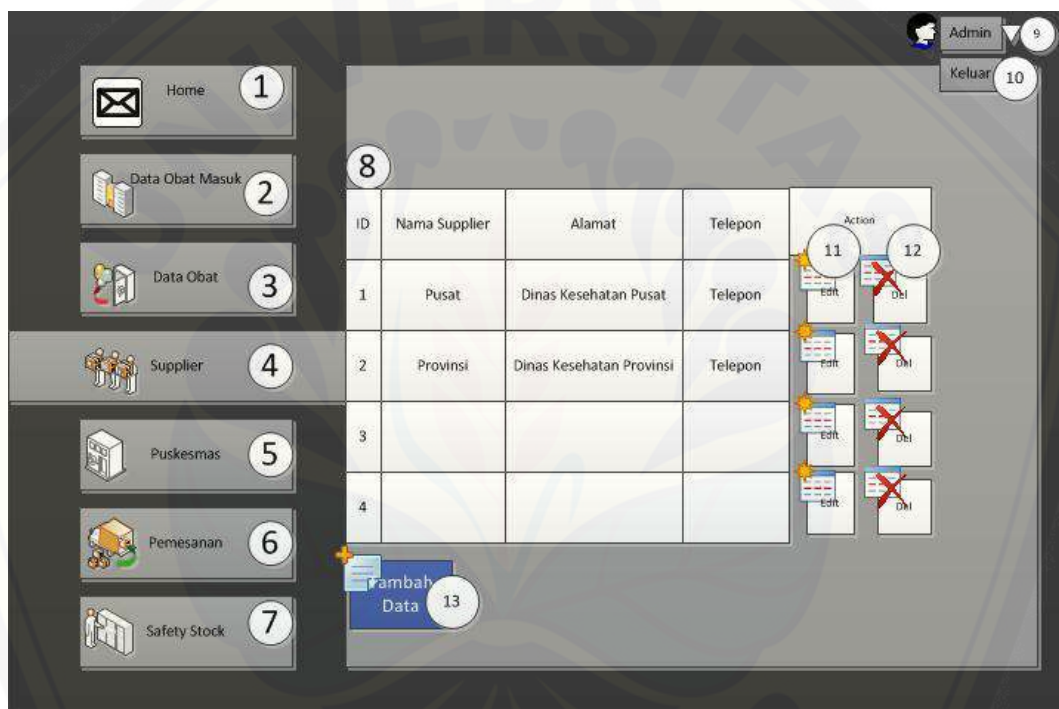 Admin 9
Keluar 10
Home 1
Data Obat Masuk 2
Data Obat 3
Supplier 4
Puskesmas 5
Pemesanan 6
Safety Stock 7
8
ID Nama Supplier Alamat Telepon Action
11 12
1 Pusat Dinas Kesehatan Pusat Telepon Edit Del
2 Provinsi Dinas Kesehatan Provinsi Telepon Edit Del
3 Edit Del
4 Edit Del
Tambah
Data 13
UNIVERSITAS